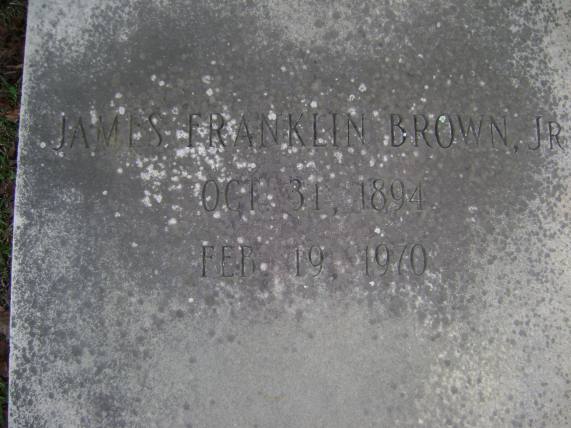 JAMES FRANKLIN BROWN, JR
OCT. 31, 1894
FEB. 19, 1970